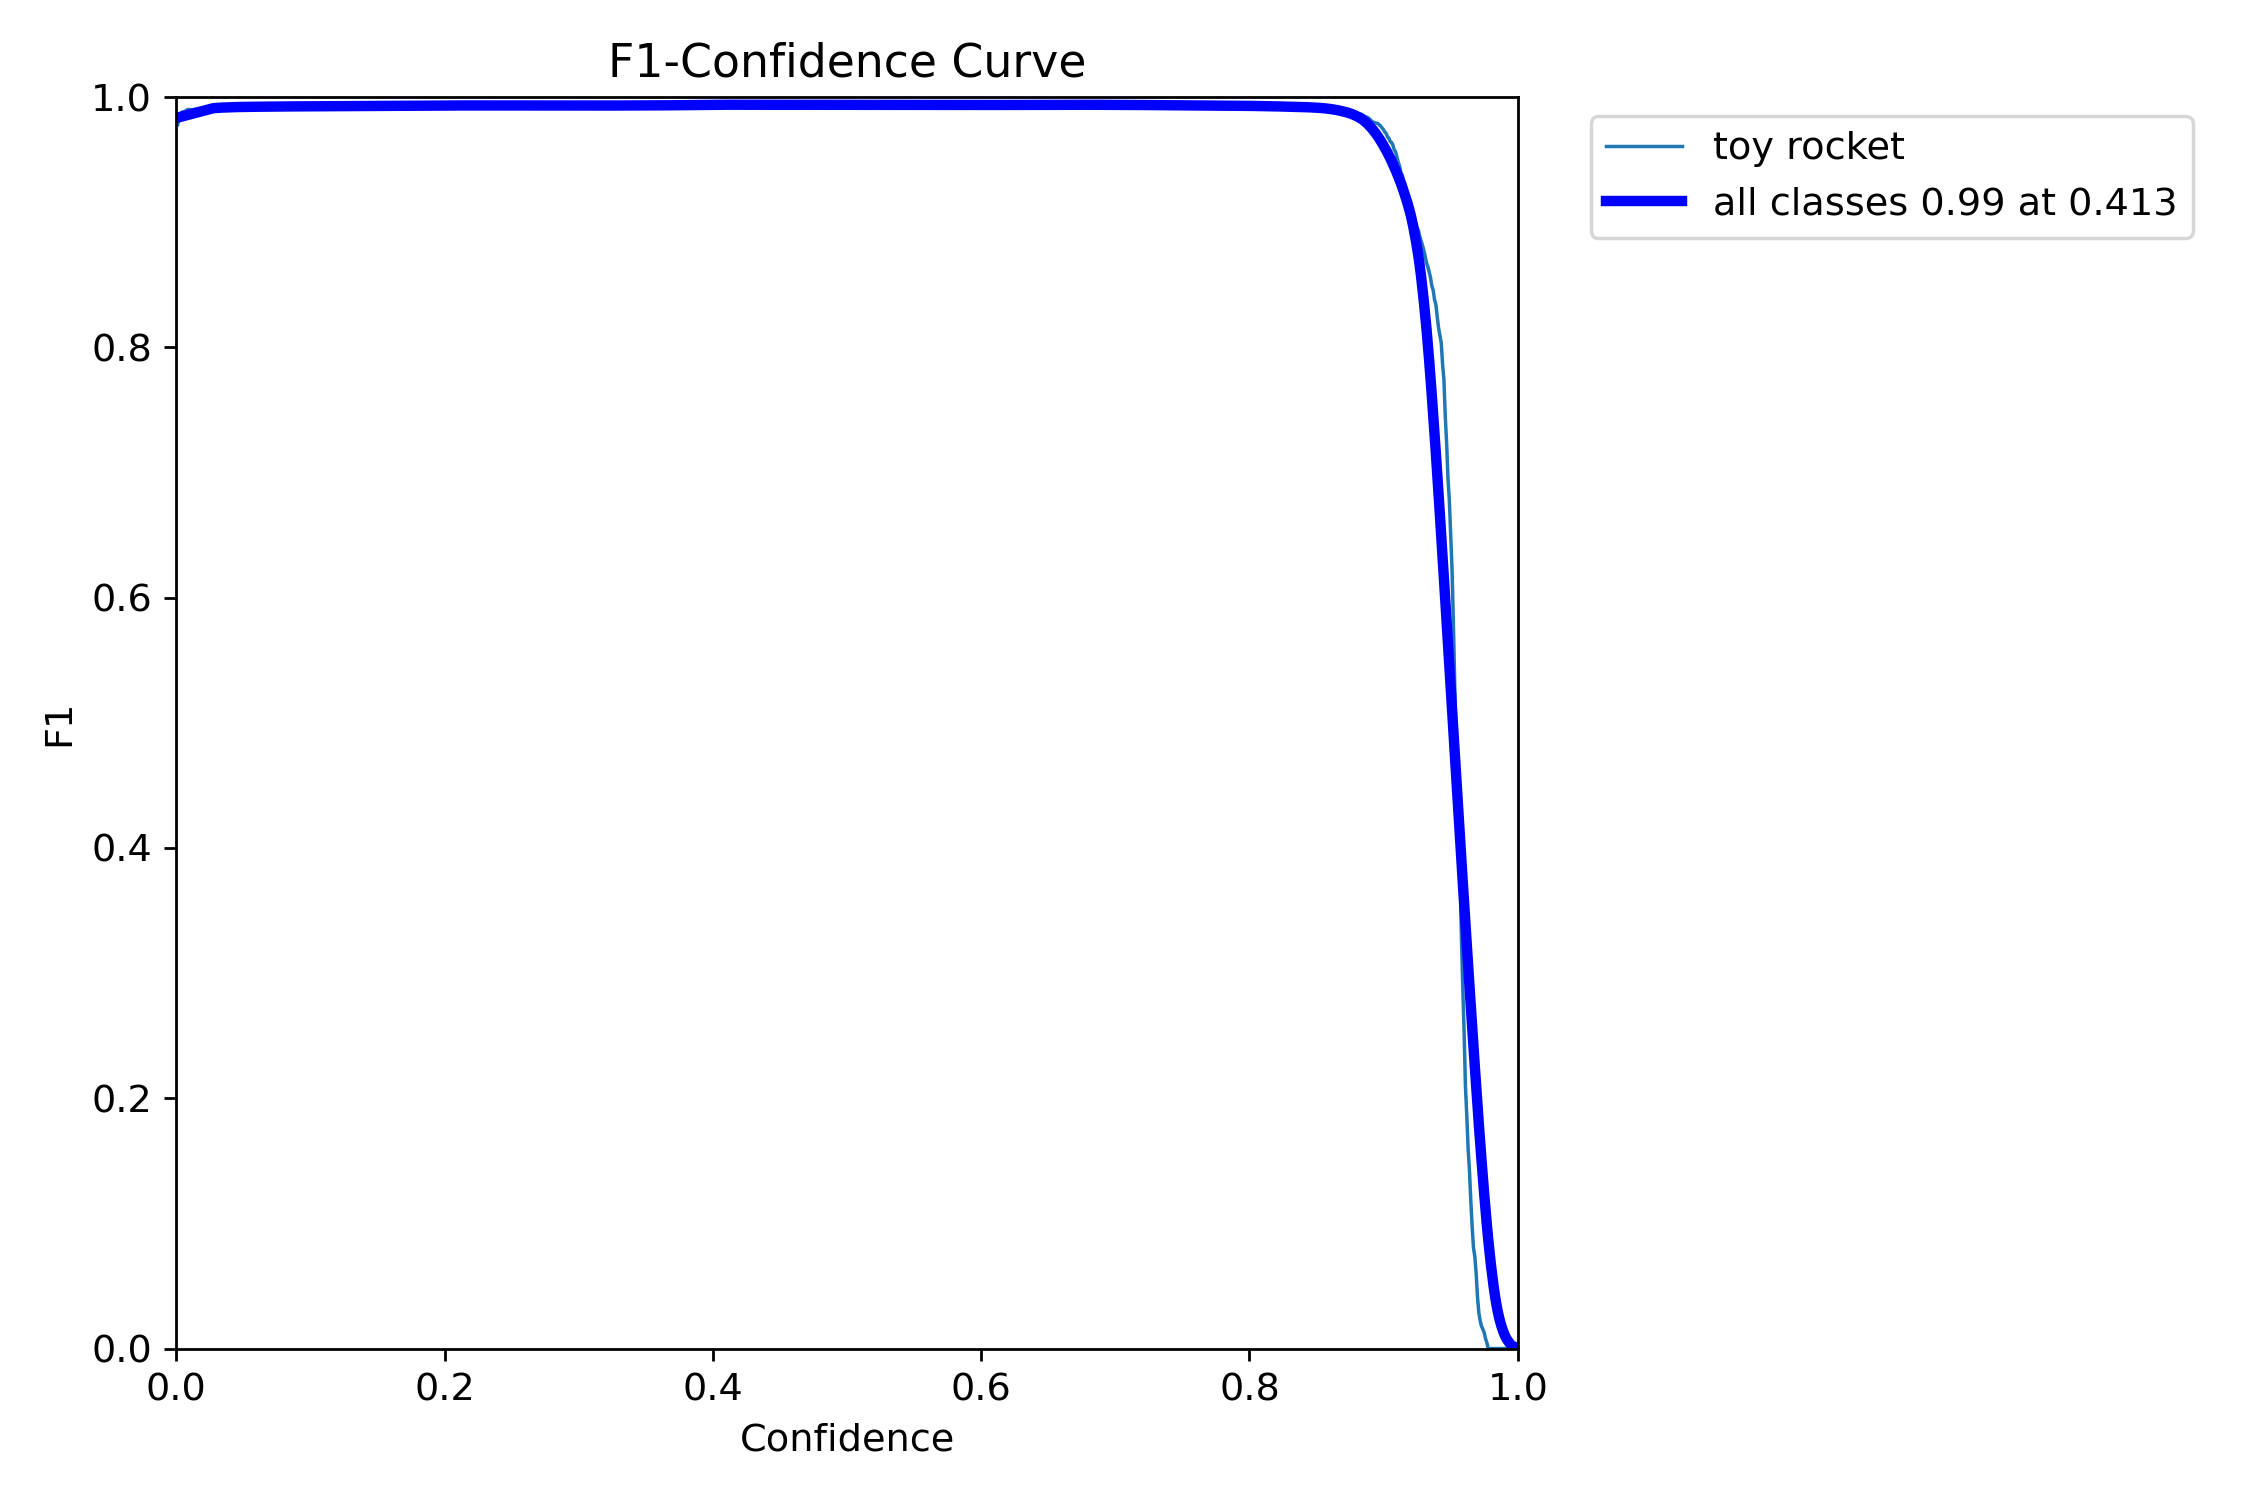 F1-Confidence Curve
1.0
0.8
0.6
0.4
0.2
0.0
F1
0.0 0.2 0.4 0.6 0.8 1.0
Confidence
toy rocket
all classes 0.99 at 0.413